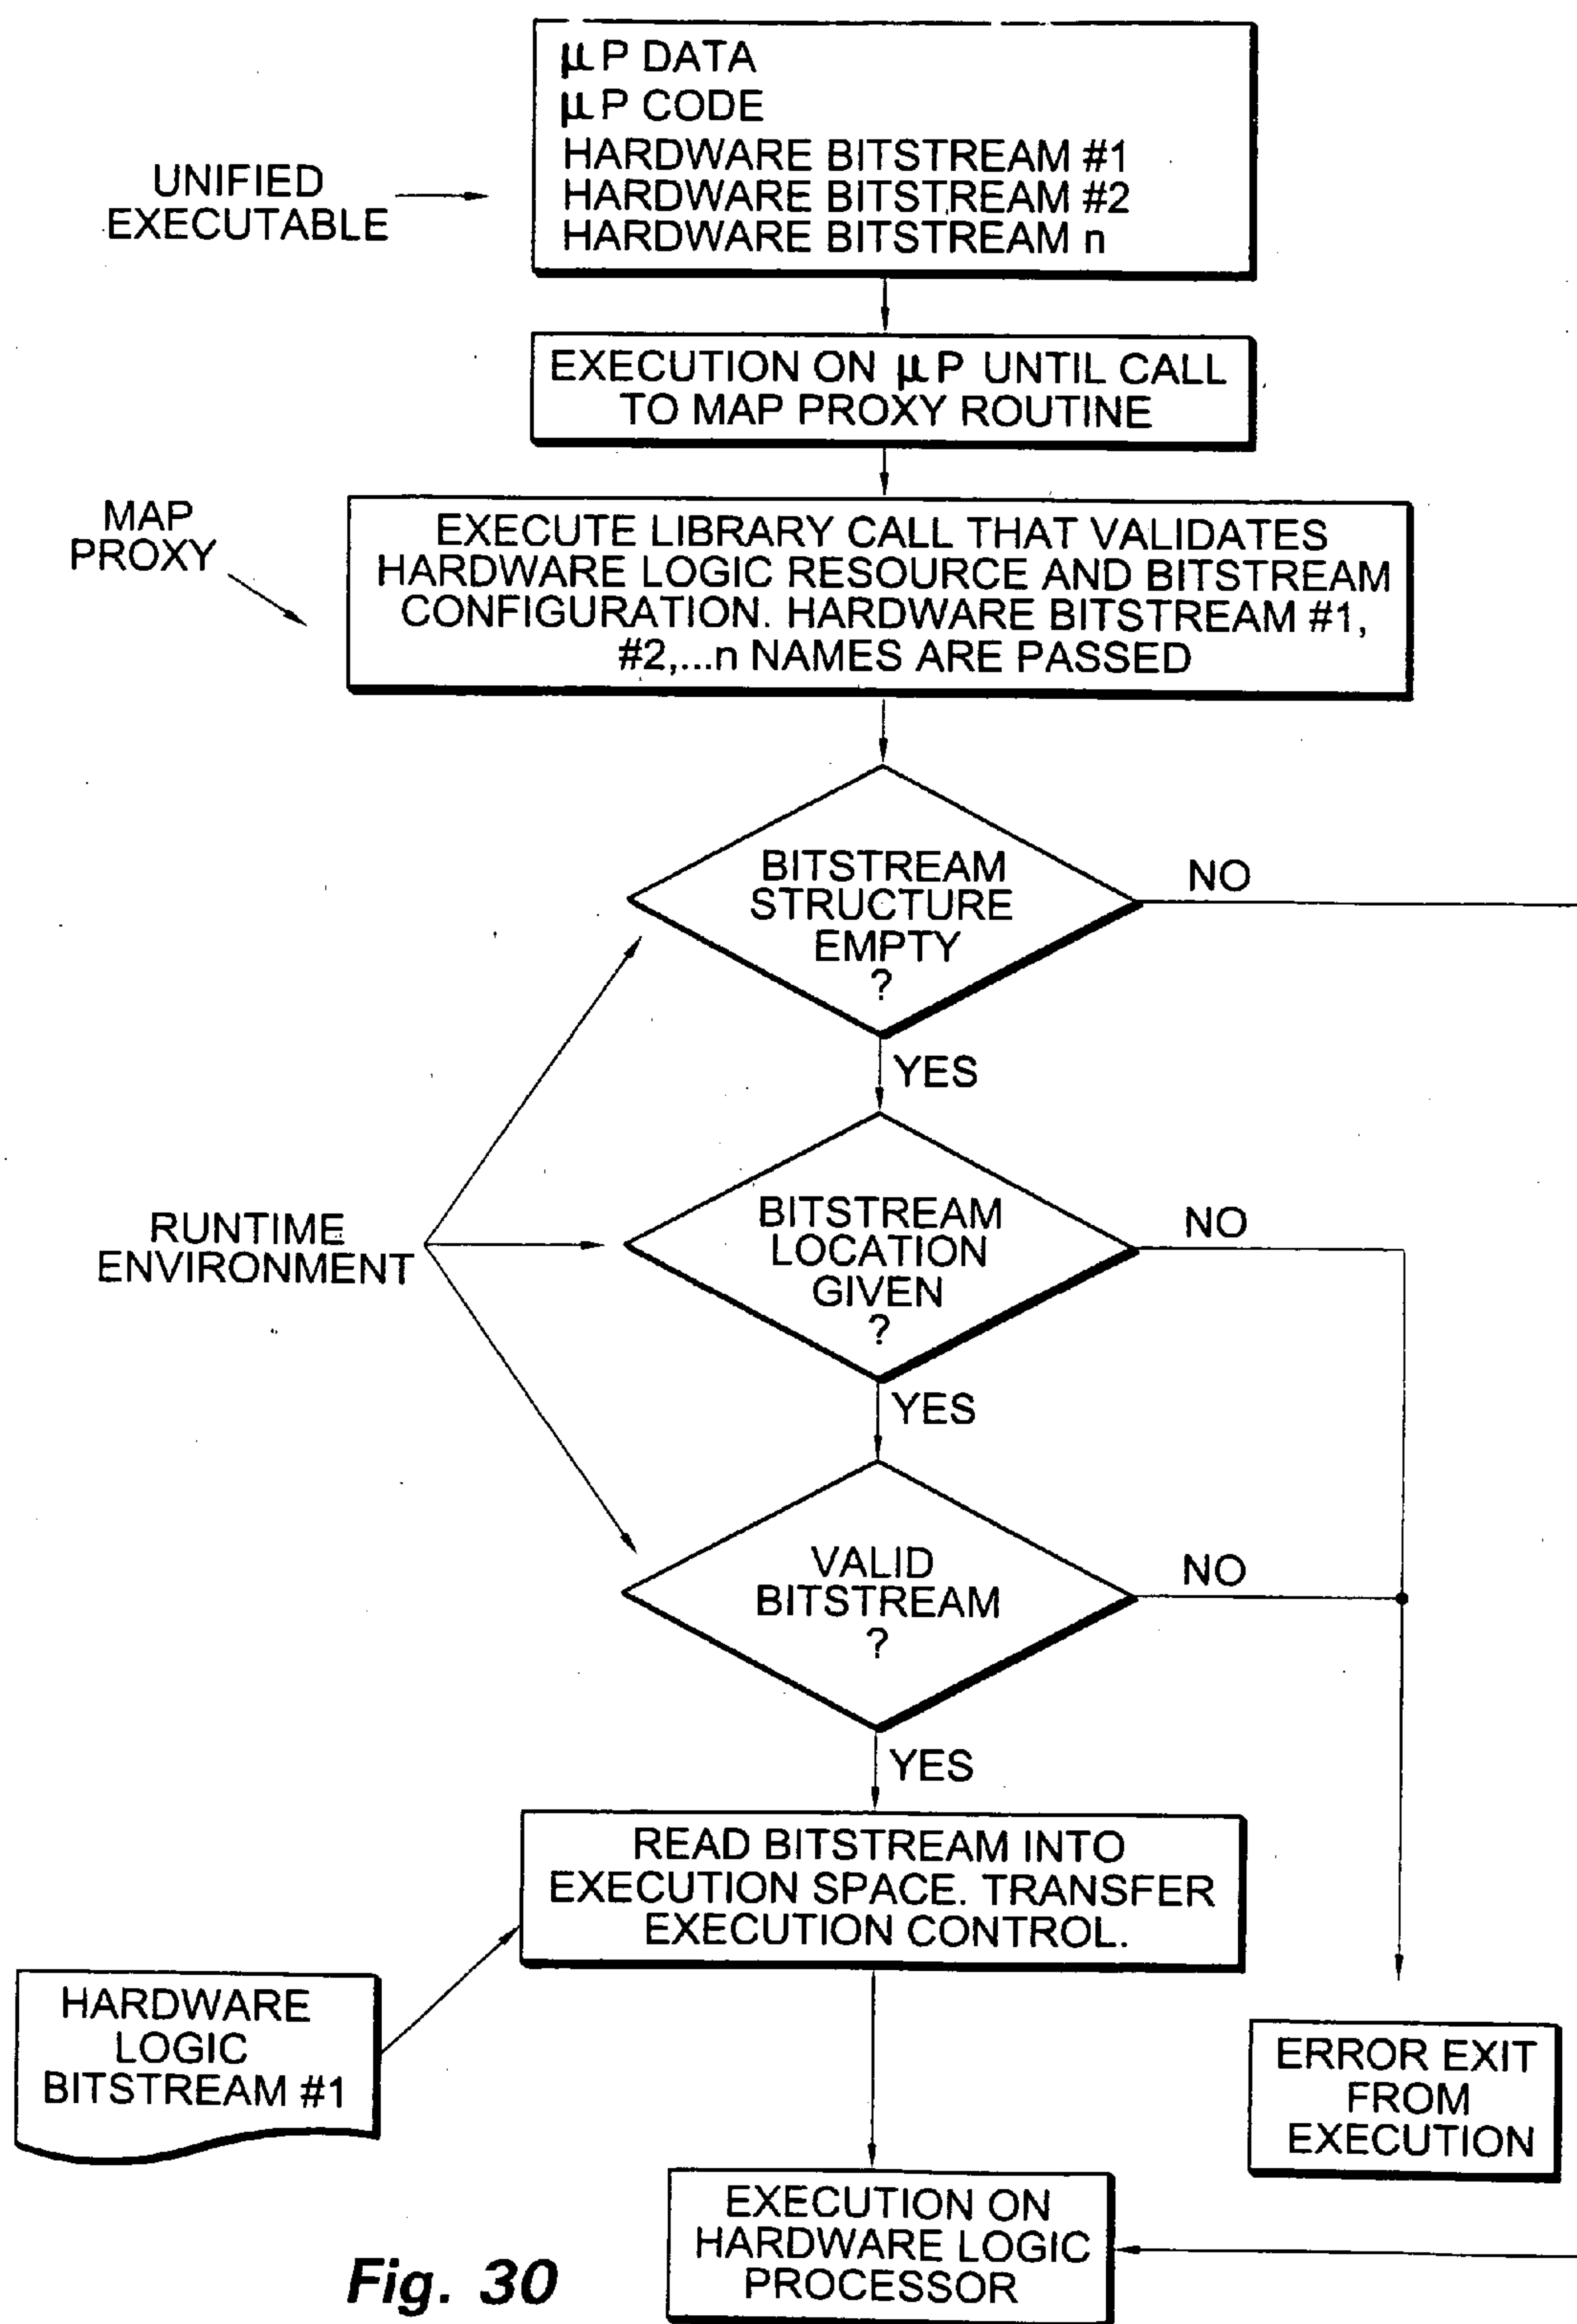 µP DATA
µP CODE
HARDWARE BITSTREAM #1
HARDWARE BITSTREAM #2
HARDWARE BITSTREAM n
UNIFIED
EXECUTABLE
EXECUTION ON µP UNTIL CALL
TO MAP PROXY ROUTINE
MAP
PROXY
EXECUTE LIBRARY CALL THAT VALIDATES
HARDWARE LOGIC RESOURCE AND BITSTREAM
CONFIGURATION. HARDWARE BITSTREAM #1,
#2,...n NAMES ARE PASSED
BITSTREAM
STRUCTURE
EMPTY
?
NO
YES
RUNTIME
ENVIRONMENT
BITSTREAM
LOCATION
GIVEN
?
NO
YES
VALID
BITSTREAM
?
NO
YES
READ BITSTREAM INTO
EXECUTION SPACE. TRANSFER
EXECUTION CONTROL.
HARDWARE
LOGIC
BITSTREAM #1
ERROR EXIT
FROM
EXECUTION
EXECUTION ON
HARDWARE LOGIC
PROCESSOR
Fig. 30